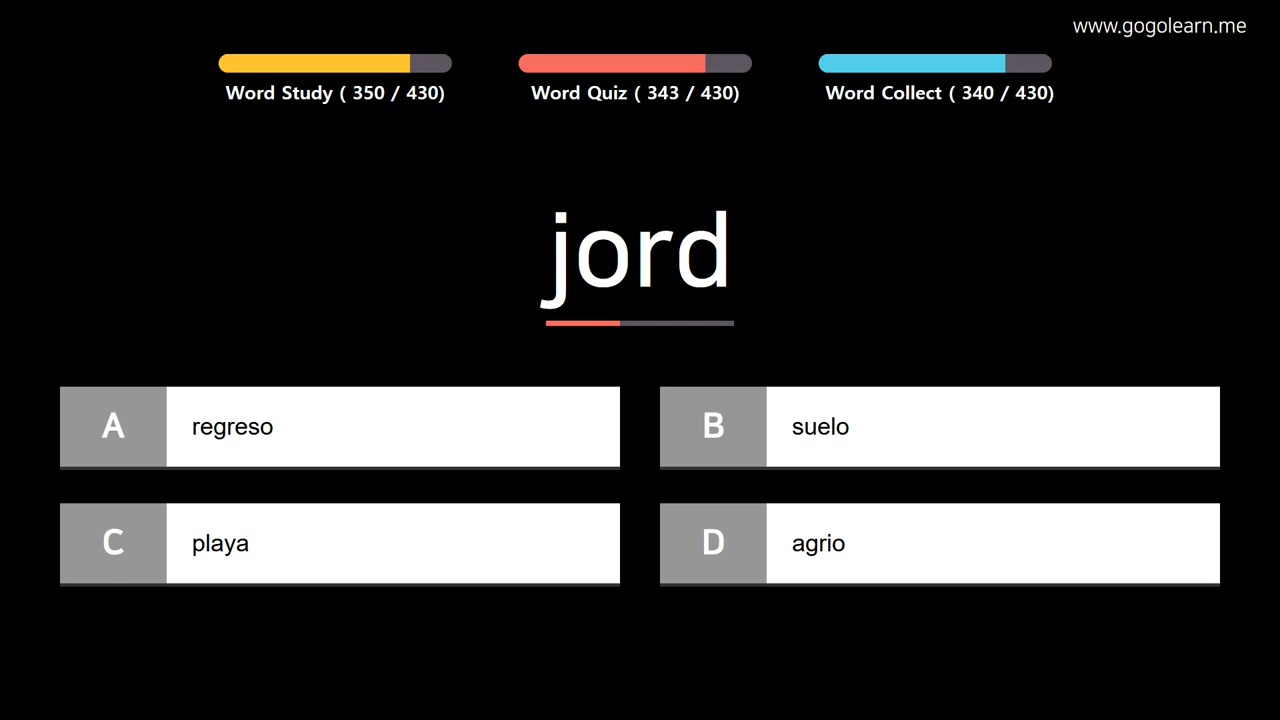 www.gogolearn.me
Word Study ( 350 / 430)
Word Quiz ( 343 / 430)
Word Collect ( 340 / 430)
jord
A regreso
B suelo
C playa
D agrio